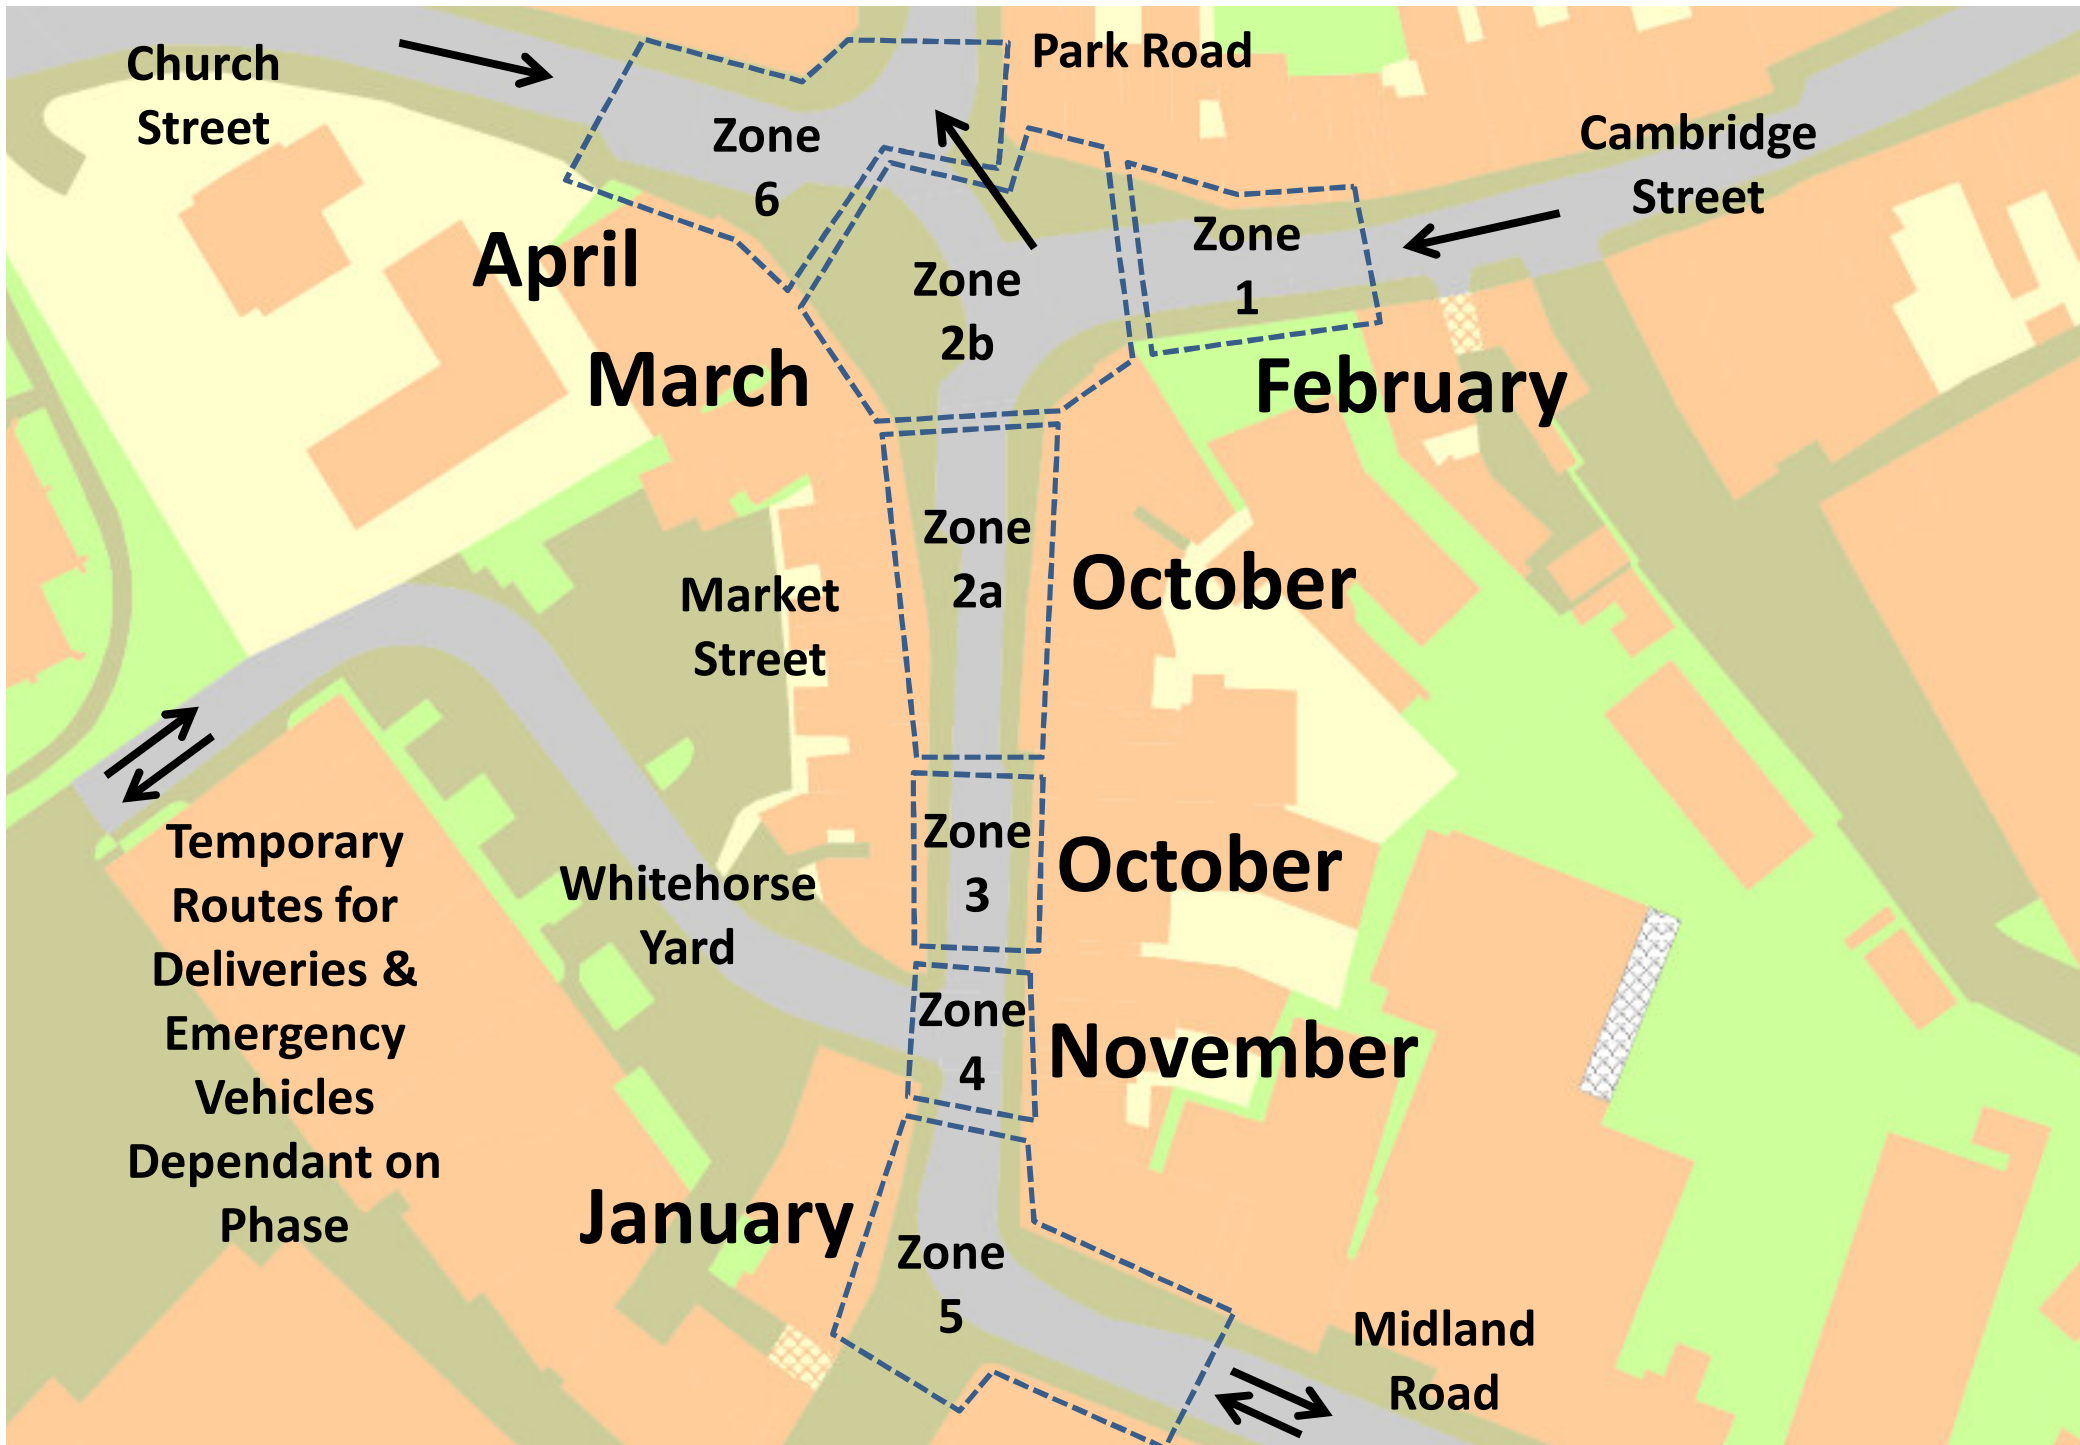 Church
Street
Park Road
Cambridge
Street
Zone
6
Zone
1
April
Zone
2b
March
February
Zone
2a
October
Market
Street
Zone
3
October
Whitehorse
Yard
Temporary
Routes for
Deliveries &
Emergency
Vehicles
Dependant on
Phase
Zone
4
November
January
Zone
5
Midland
Road